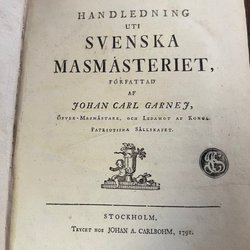 HANDLEDNING
UTI
SVENSKA
MASMÄSTERIET,
FÖRFATTAD
AF
JOHAN CARL GARNEJ,
ÖFVER-MASMÄSTARE, OCH LEDAMOT AF KONGL.
PATRIOTISKA SÄLLSKAPET.
STOCKHOLM,
TRYCKT HOS JOHAN A. CARLBOHM, 1791.